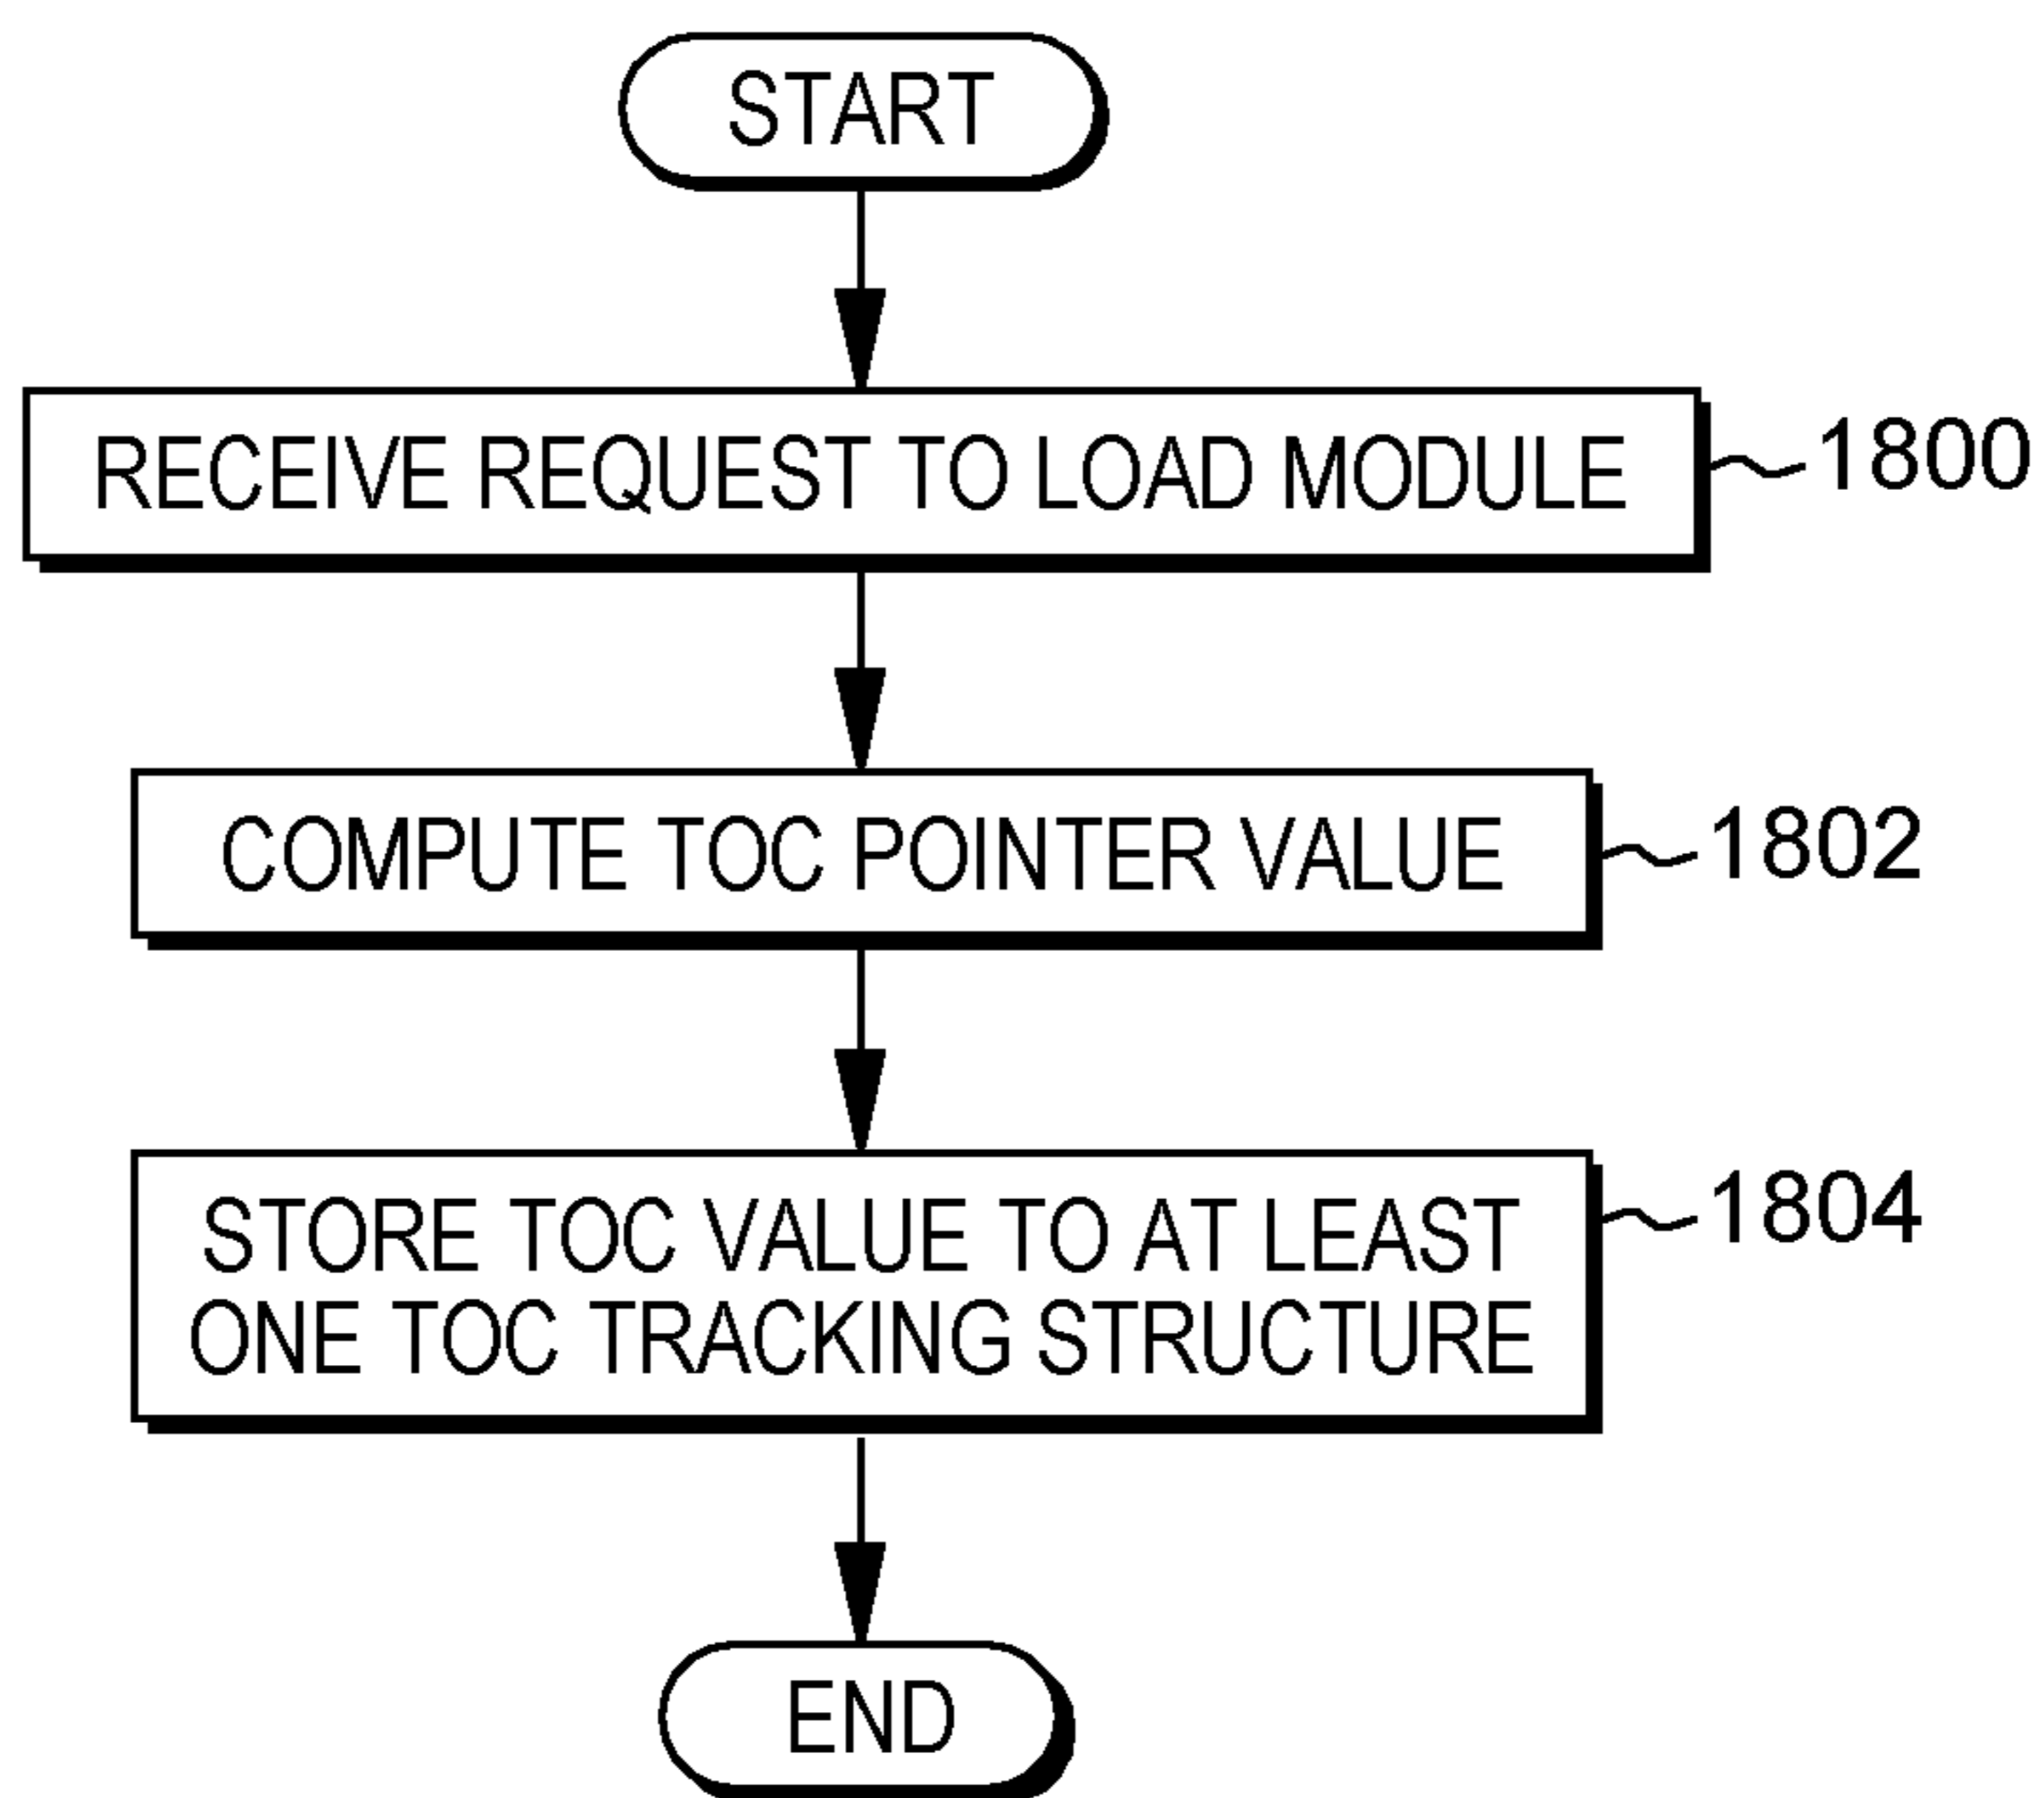 START
RECEIVE REQUEST TO LOAD MODULE
1800
COMPUTE TOC POINTER VALUE
1802
STORE TOC VALUE TO AT LEAST
ONE TOC TRACKING STRUCTURE
1804
END